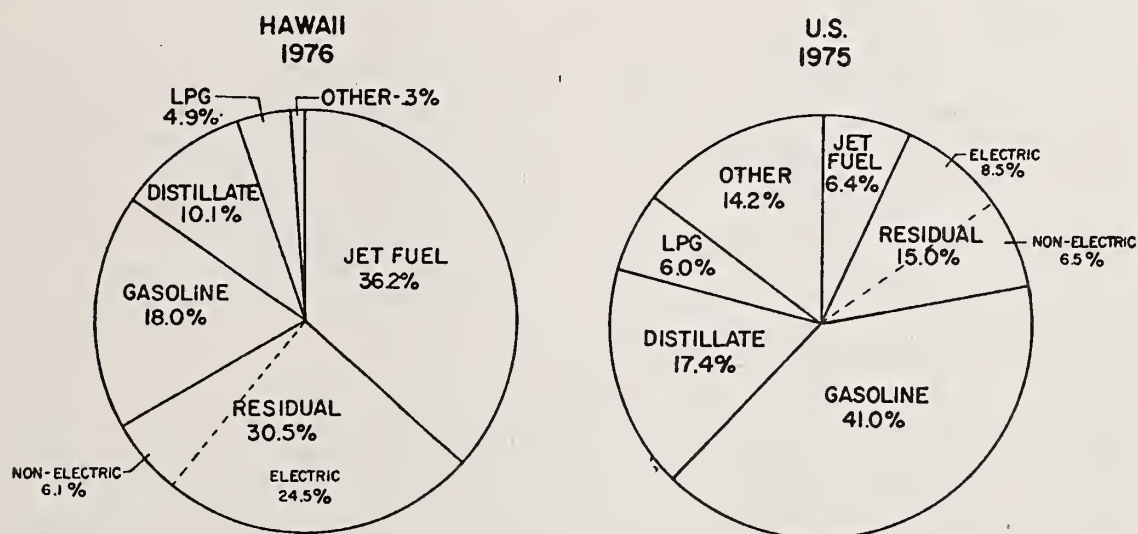 HAWAII
1976
LPG
4.9%
OTHER-.3%
DISTILLATE
10.1%
JET FUEL
36.2%
GASOLINE
18.0%
RESIDUAL
30.5%
NON-ELECTRIC
6.1%
ELECTRIC
24.5%
U.S.
1975
JET
FUEL
6.4%
ELECTRIC
8.5%
OTHER
14.2%
RESIDUAL
15.0%
NON-ELECTRIC
6.5%
LPG
6.0%
DISTILLATE
17.4%
GASOLINE
41.0%